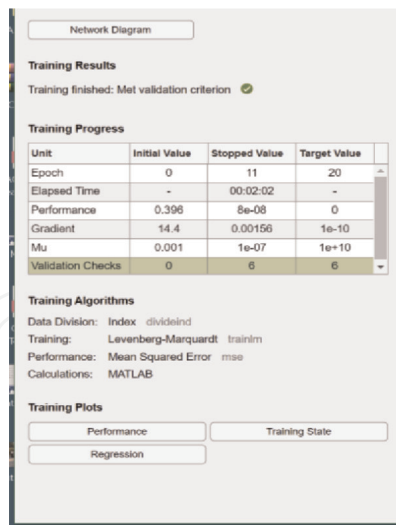 Network Diagram
Training Results
Training finished: Met validation criterion
Training Progress
Unit Initial Value Stopped Value Target Value
Epoch 0 11 20
Elapsed Time - 00:02:02 -
Performance 0.396 8e-08 0
Gradient 14.4 0.00156 1e-10
Mu 0.001 1e-07 1e+10
Validation Checks 0 6 6
Training Algorithms
Data Division: Index divideind
Training: Levenberg-Marquardt trainlm
Performance: Mean Squared Error mse
Calculations: MATLAB
Training Plots
Performance Training State
Regression